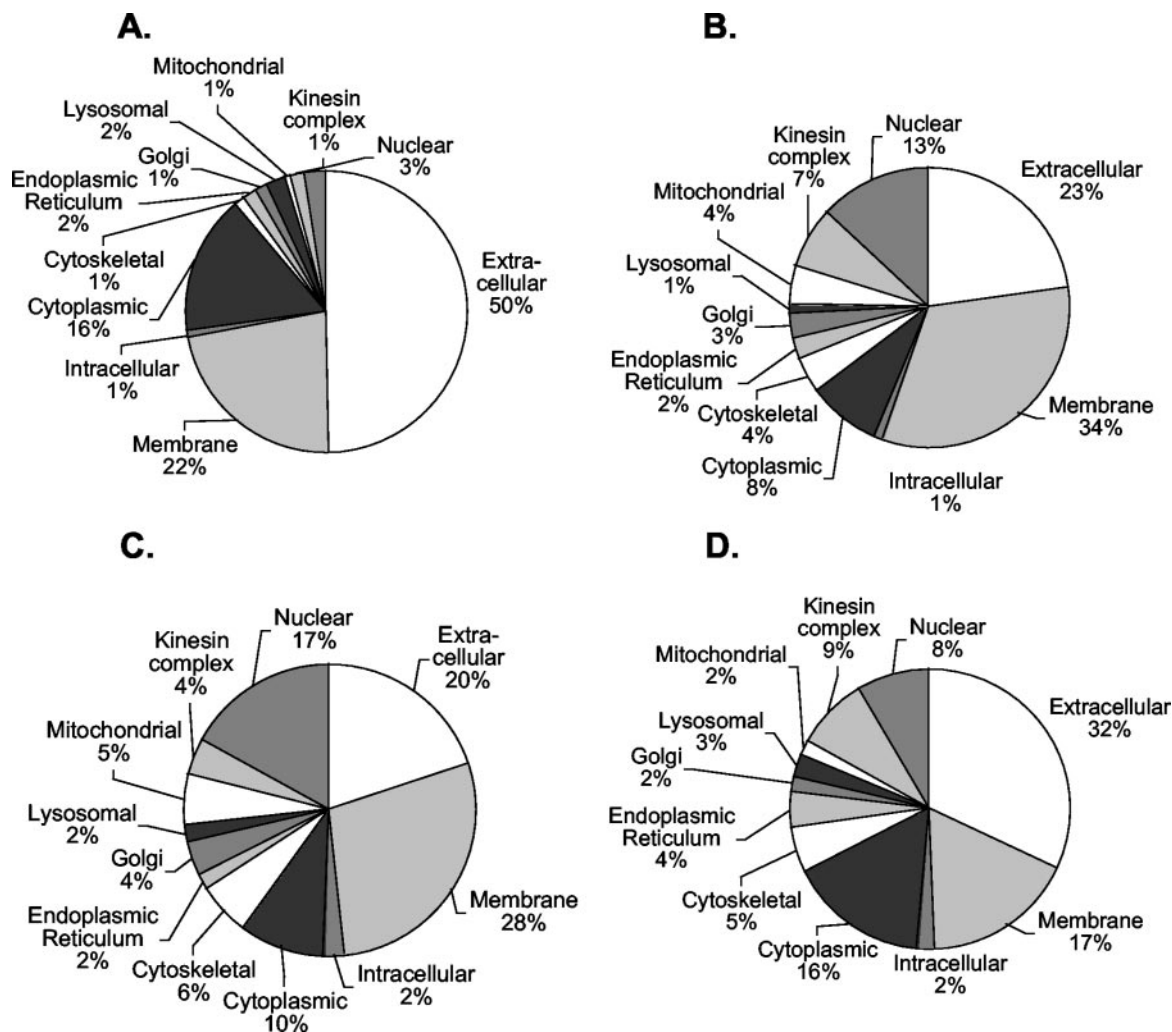 A.
Mitochondrial
1%
Lysosomal
2%
Kinesin
complex
1%
Golgi
1%
Nuclear
3%
Endoplasmic
Reticulum
2%
Cytoskeletal
1%
Cytoplasmic
16%
Intracellular
1%
Membrane
22%
Extra-
cellular
50%
B.
Nuclear
13%
Kinesin
complex
7%
Extracellular
23%
Mitochondrial
4%
Lysosomal
1%
Golgi
3%
Endoplasmic
Reticulum
2%
Cytoskeletal
4%
Cytoplasmic
8%
Intracellular
1%
Membrane
34%
C.
Nuclear
17%
Kinesin
complex
4%
Extra-
cellular
20%
Mitochondrial
5%
Lysosomal
2%
Golgi
4%
Endoplasmic
Reticulum
2%
Cytoskeletal
6%
Cytoplasmic
10%
Intracellular
2%
Membrane
28%
D.
Kinesin
complex
9%
Nuclear
8%
Mitochondrial
2%
Extracellular
32%
Lysosomal
3%
Golgi
2%
Endoplasmic
Reticulum
4%
Cytoskeletal
5%
Cytoplasmic
16%
Intracellular
2%
Membrane
17%